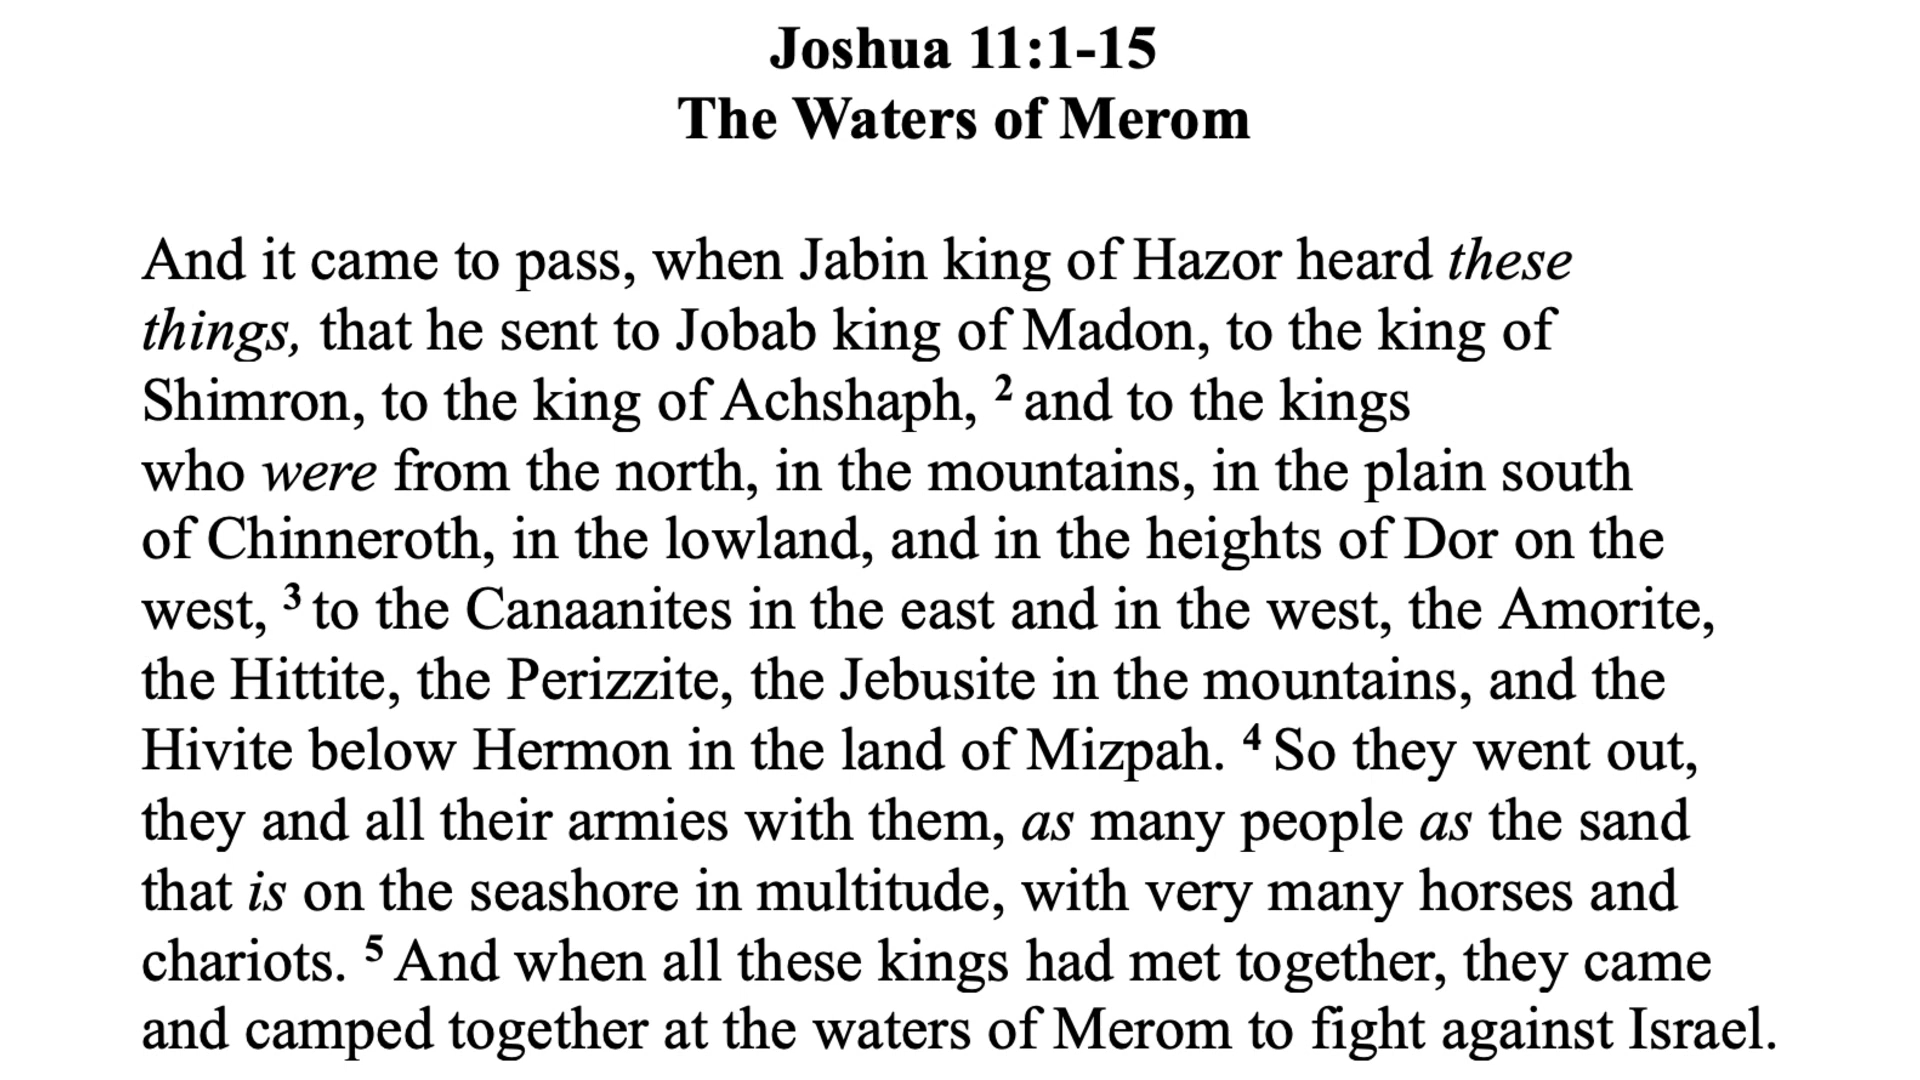 Joshua 11:1-15
The Waters of Merom
And it came to pass, when Jabin king of Hazor heard these
things, that he sent to Jobab king of Madon, to the king of
Shimron, to the king of Achshaph, 2 and to the kings
who were from the north, in the mountains, in the plain south
of Chinneroth, in the lowland, and in the heights of Dor on the
west, 3 to the Canaanites in the east and in the west, the Amorite,
the Hittite, the Perizzite, the Jebusite in the mountains, and the
Hivite below Hermon in the land of Mizpah. 4 So they went out,
they and all their armies with them, as many people as the sand
that is on the seashore in multitude, with very many horses and
chariots. 5 And when all these kings had met together, they came
and camped together at the waters of Merom to fight against Israel.